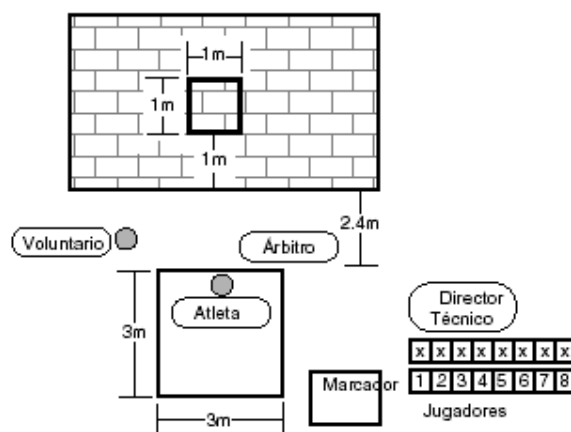 1m
1m
1m
2.4m
Voluntario
Árbitro
Atleta
Director
Técnico
3m
x x x x x x x x
Marcador
1 2 3 4 5 6 7 8
Jugadores
3m